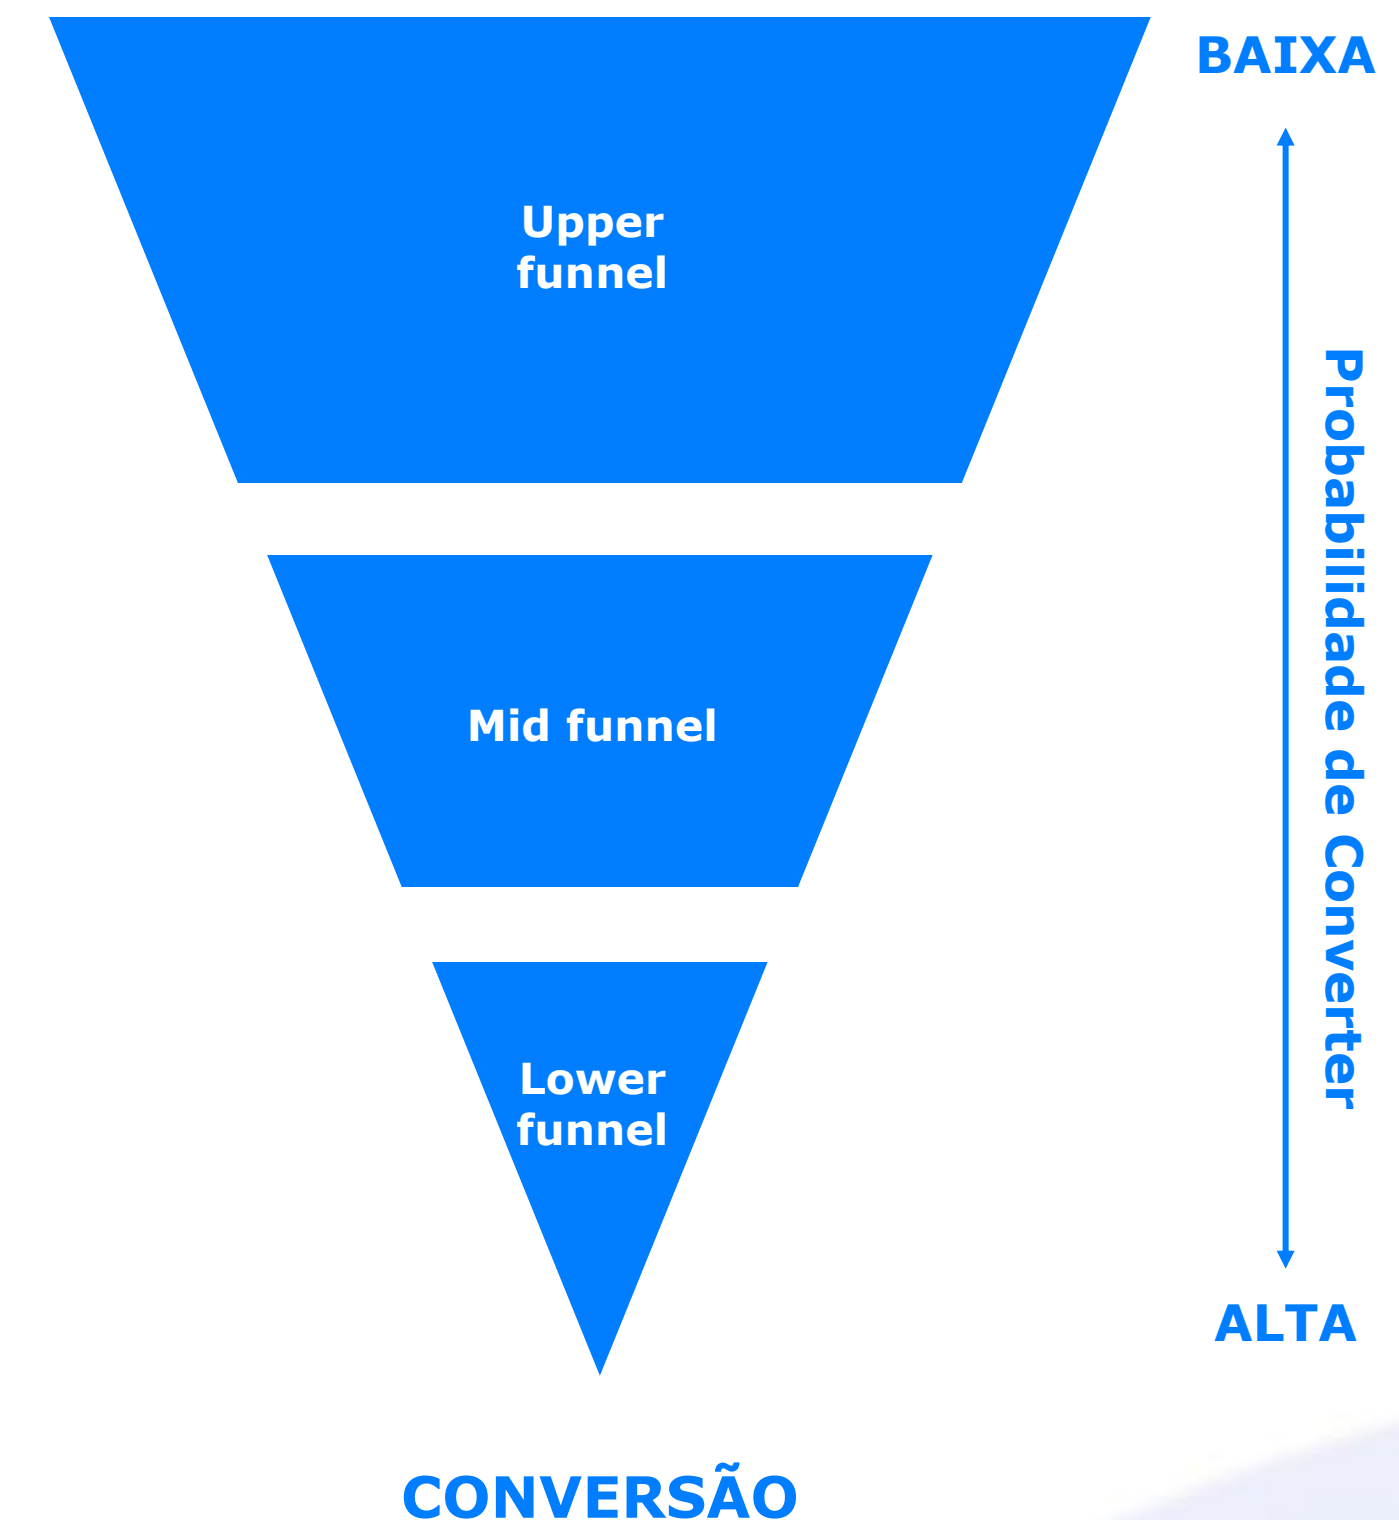 BAIXA
Upper
funnel
Probabilidade de Converter
Mid funnel
Lower
funnel
ALTA
CONVERSÃO